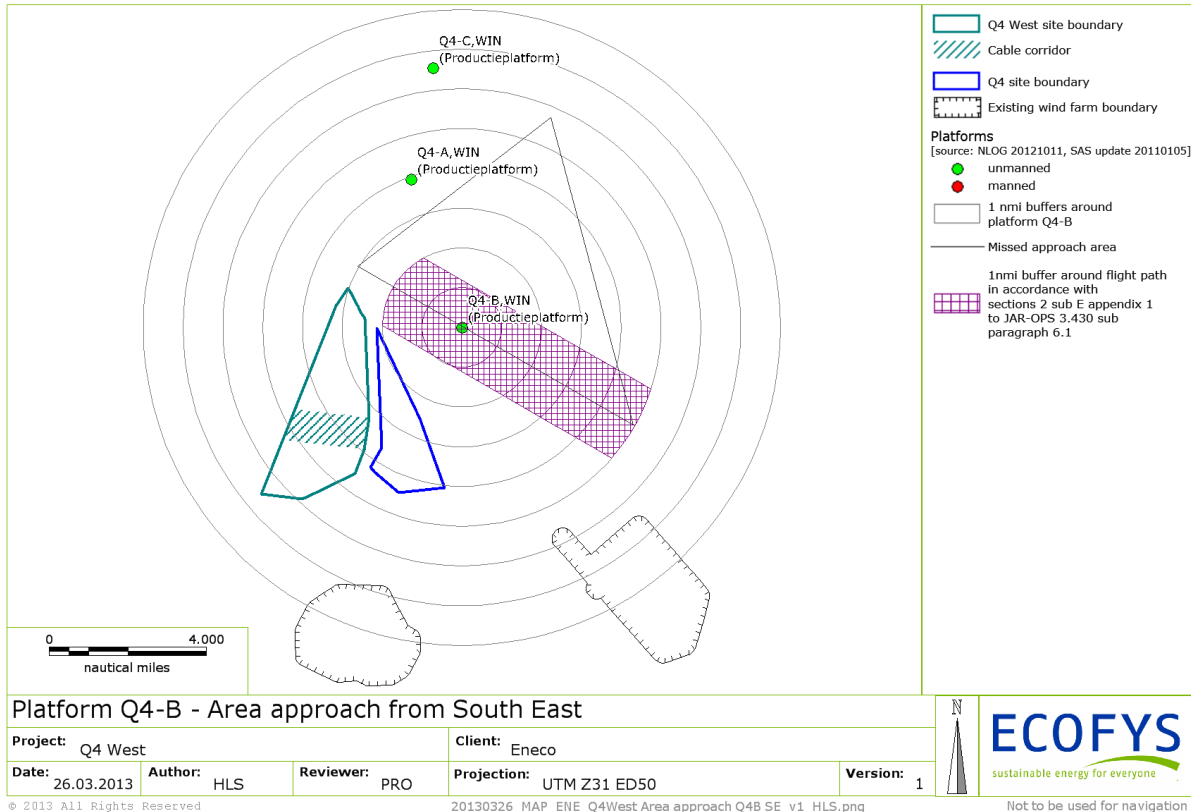 Q4-C,WIN
(Productieplatform)
Q4-A,WIN
(Productieplatform)
Q4-B,WIN
(Productieplatform)
0 4.000
nautical miles
Q4 West site boundary
Cable corridor
Q4 site boundary
Existing wind farm boundary
Platforms
[source: NLOG 20121011, SAS update 20110105]
unmanned
manned
1 nmi buffers around
platform Q4-B
Missed approach area
1nmi buffer around flight path
in accordance with
sections 2 sub E appendix 1
to JAR-OPS 3.430 sub
paragraph 6.1
Platform Q4-B - Area approach from South East
Project: Q4 West
Client: Eneco
Date: 26.03.2013
Author: HLS
Reviewer: PRO
Projection: UTM Z31 ED50
Version: 1
N
ECOFYS
sustainable energy for everyone
© 2013 All Rights Reserved
20130326_MAP_ENE_Q4West Area approach Q4B SE_v1_HLS.png
Not to be used for navigation